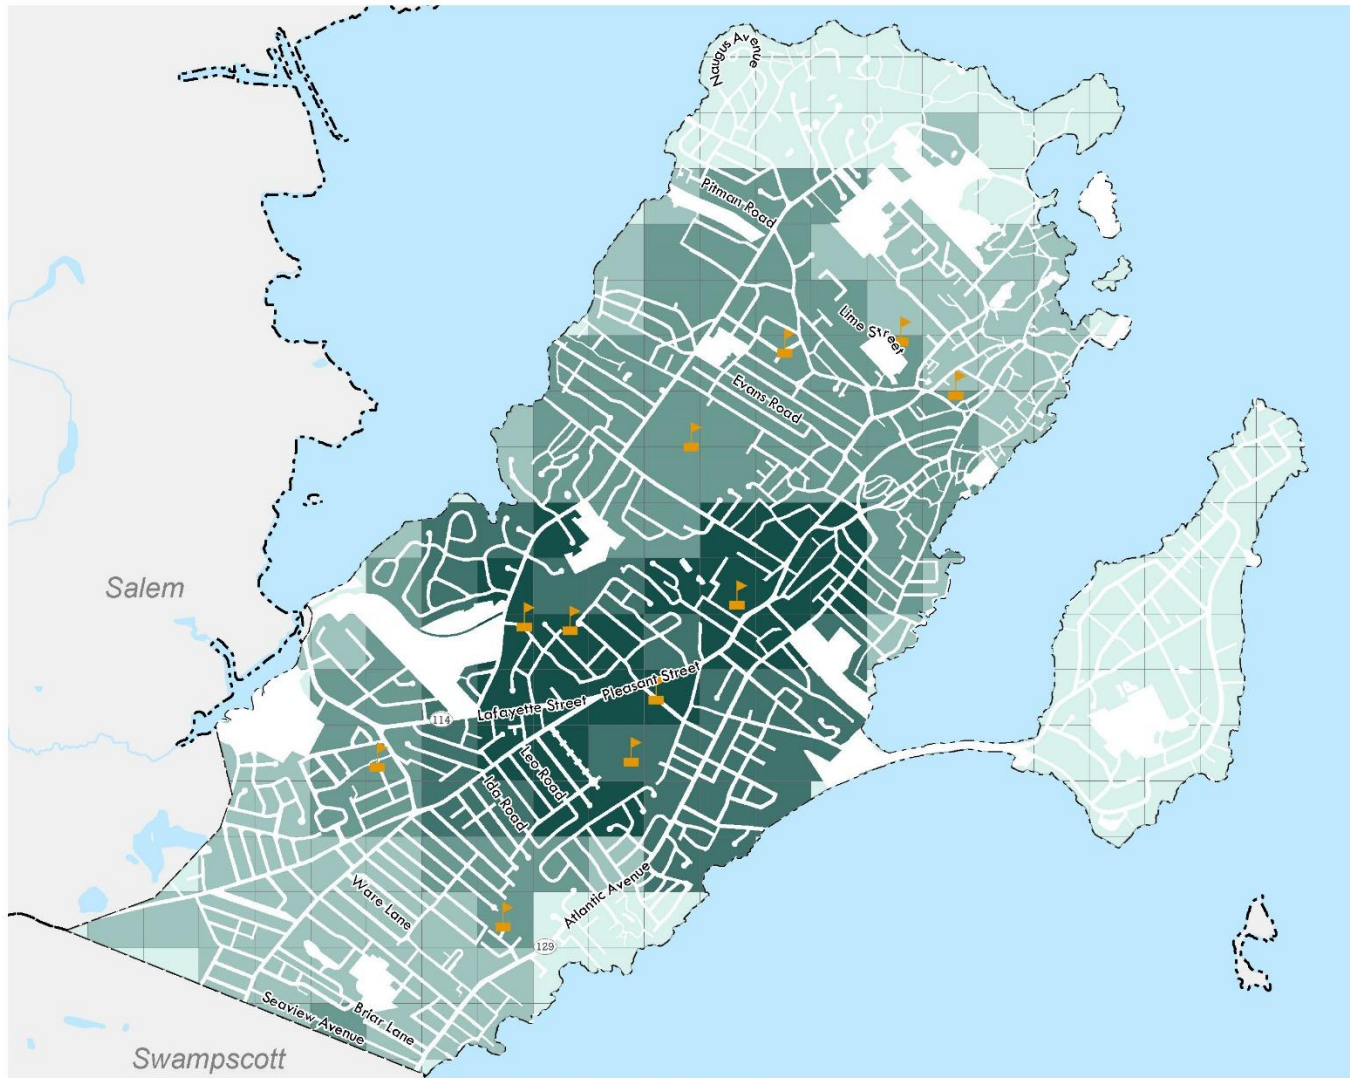 Naugus Avenue
Pitman Road
Lime Street
Evans Road
Salem
Pleasant Street
Lafayette Street
114
Leo Road
Ida Road
Ware Lane
Atlantic Avenue
129
Seaview Avenue
Briar Lane
Swampscott